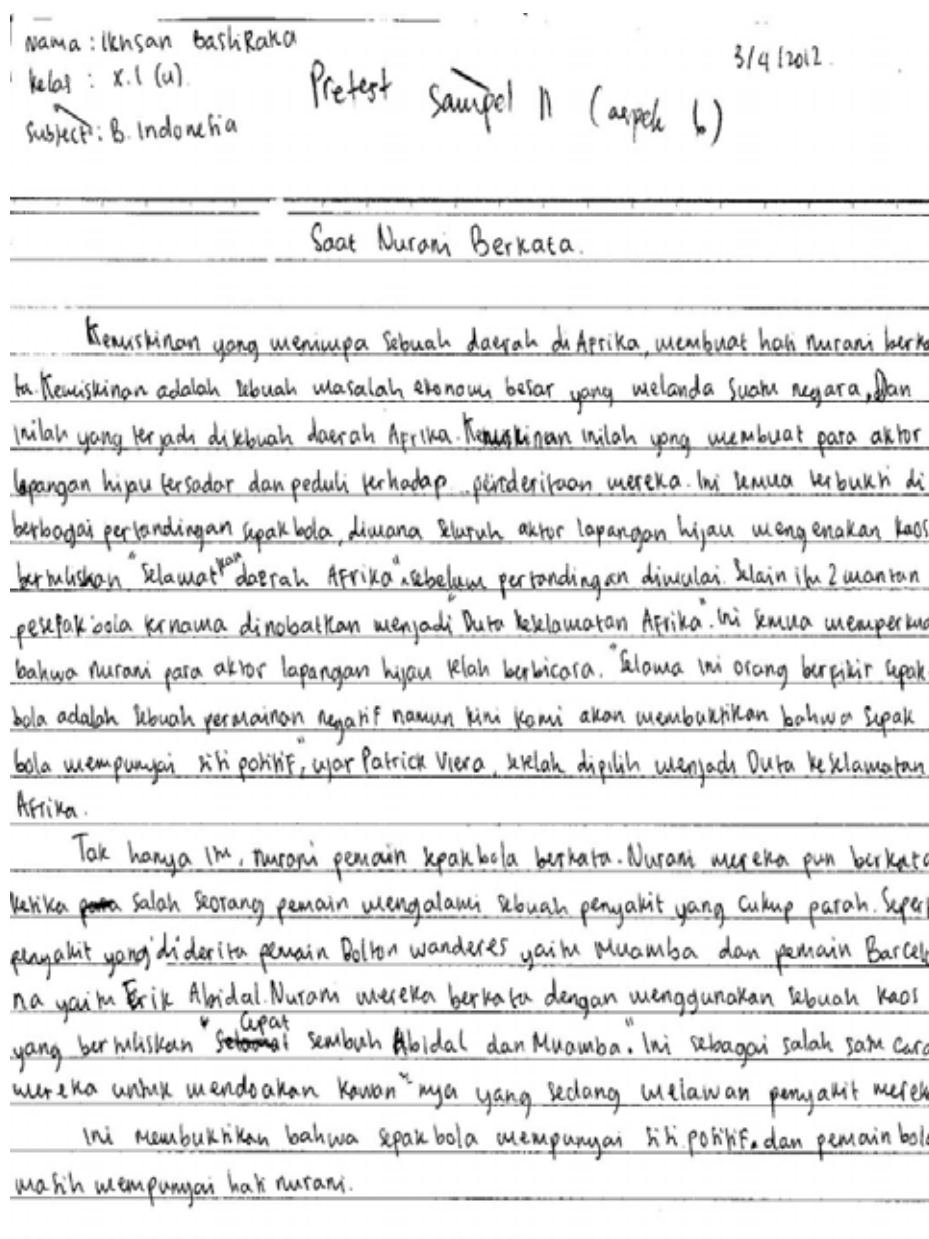 Nama : Ikhsan BashRaka
Kelas : X.1 (U)
Subject : B. Indonesia
3/4/2012.
Pretest Sampel 11 (aspek b)
Saat Nurani Berkata.
Kemiskinan yang menimpa sebuah daerah di Afrika, membuat hati nurani berka
ta. Kemiskinan adalah sebuah masalah ekonomi besar yang melanda suatu negara, Dan
inilah yang terjadi disebuah daerah Afrika. Kemiskinan inilah yang membuat para aktor
lapangan hijau tersadar dan peduli terhadap penderitaan mereka. Ini semua terbukti di
berbagai pertandingan sepak bola, dimana seluruh aktor lapangan hijau mengenakan kaos
bertuliskan "Selamatkan daerah Afrika" sebelum pertandingan dimulai. Selain itu 2 mantan
pesepak bola ternama dinobatkan menjadi "Duta keselamatan Afrika". Ini semua memperkua
bahwa nurani para aktor lapangan hijau telah berbicara. "Selama ini orang berfikir sepak
bola adalah sebuah permainan negatif namun kini kami akan membuktikan bahwa sepak
bola mempunyai sisi positif", ujar Patrick Viera, setelah dipilih menjadi Duta keselamatan
Afrika.
Tak hanya itu, nurani pemain sepak bola berkata. Nurani mereka pun berkata
ketika para salah seorang pemain mengalami sebuah penyakit yang cukup parah. Seper
penyakit yang diderita pemain Bolton wanderes yaitu Muamba dan pemain Barcel
na yaitu Erik Abidal. Nurani mereka berkata dengan menggunakan sebuah kaos
yang bertuliskan "Cepat sembuh Abidal dan Muamba". Ini sebagai salah satu cara
mereka untuk mendoakan kawan"nya yang sedang melawan penyakit merek
Ini membuktikan bahwa sepak bola mempunyai sisi positif. dan pemain bola
masih mempunyai hati nurani.